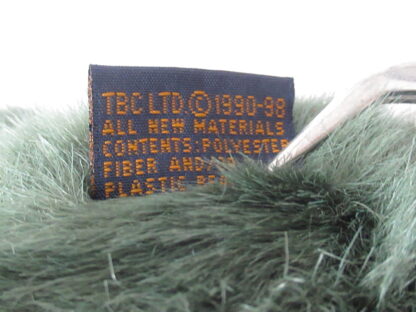 TBC LTD.© 1990-98
ALL NEW MATERIALS
CONTENTS:POLYESTER
FIBER AND/
PLASTIC